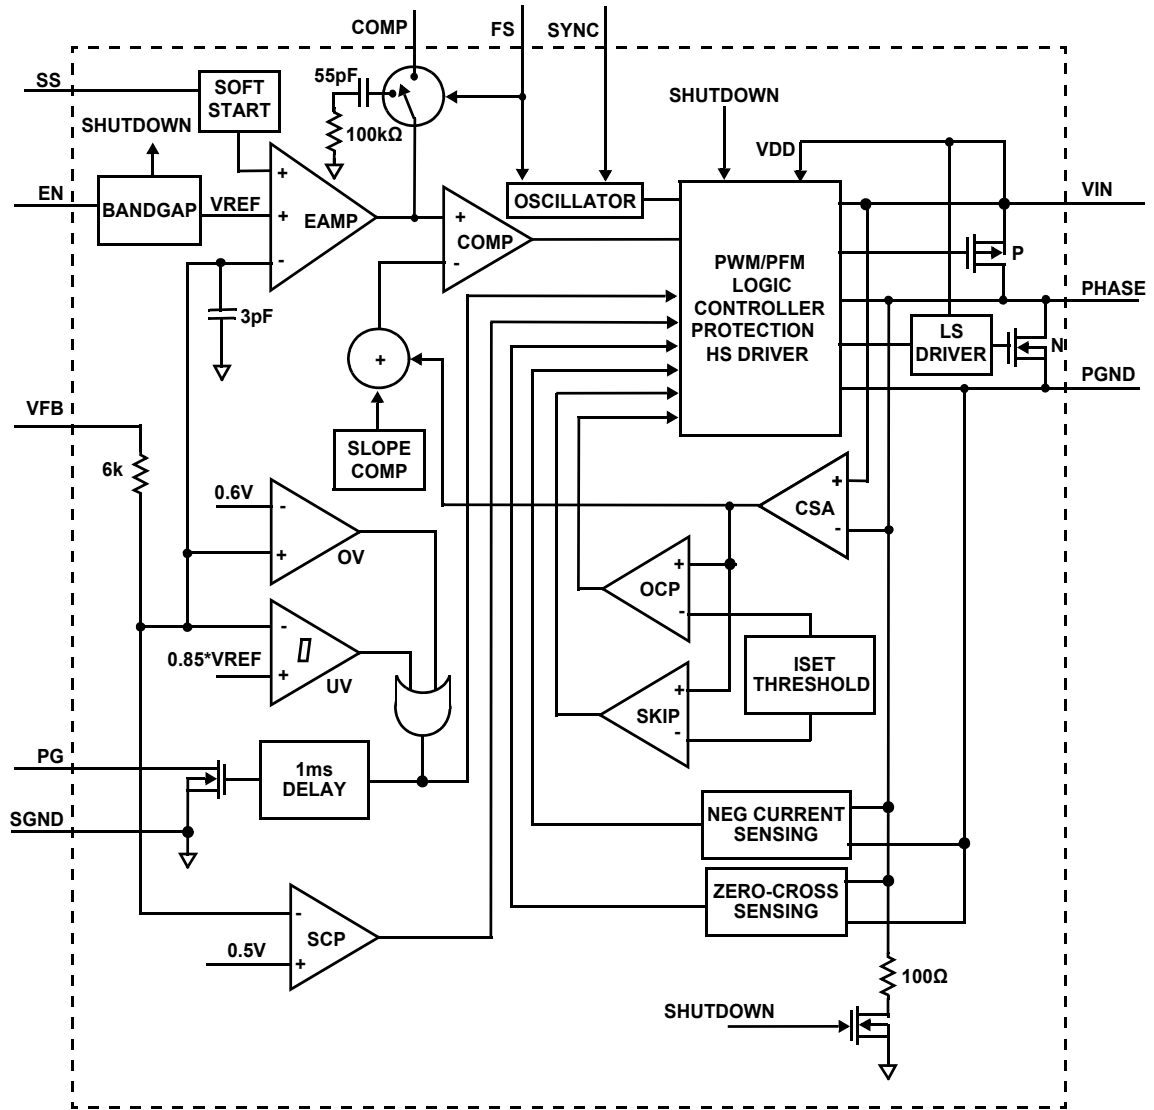 COMP
FS
SYNC
SS
SOFT
START
55pF
100kΩ
SHUTDOWN
SHUTDOWN
VDD
EN
BANDGAP
VREF
+
+
-
EAMP
+
-
COMP
OSCILLATOR
VIN
P
PWM/PFM
LOGIC
CONTROLLER
PROTECTION
HS DRIVER
PHASE
3pF
LS
DRIVER
N
+
PGND
VFB
SLOPE
COMP
6k
0.6V
-
+
OV
+
-
CSA
+
-
OCP
0.85*VREF
-
+
UV
ISET
THRESHOLD
+
-
SKIP
PG
1ms
DELAY
SGND
NEG CURRENT
SENSING
ZERO-CROSS
SENSING
-
+
SCP
0.5V
100Ω
SHUTDOWN